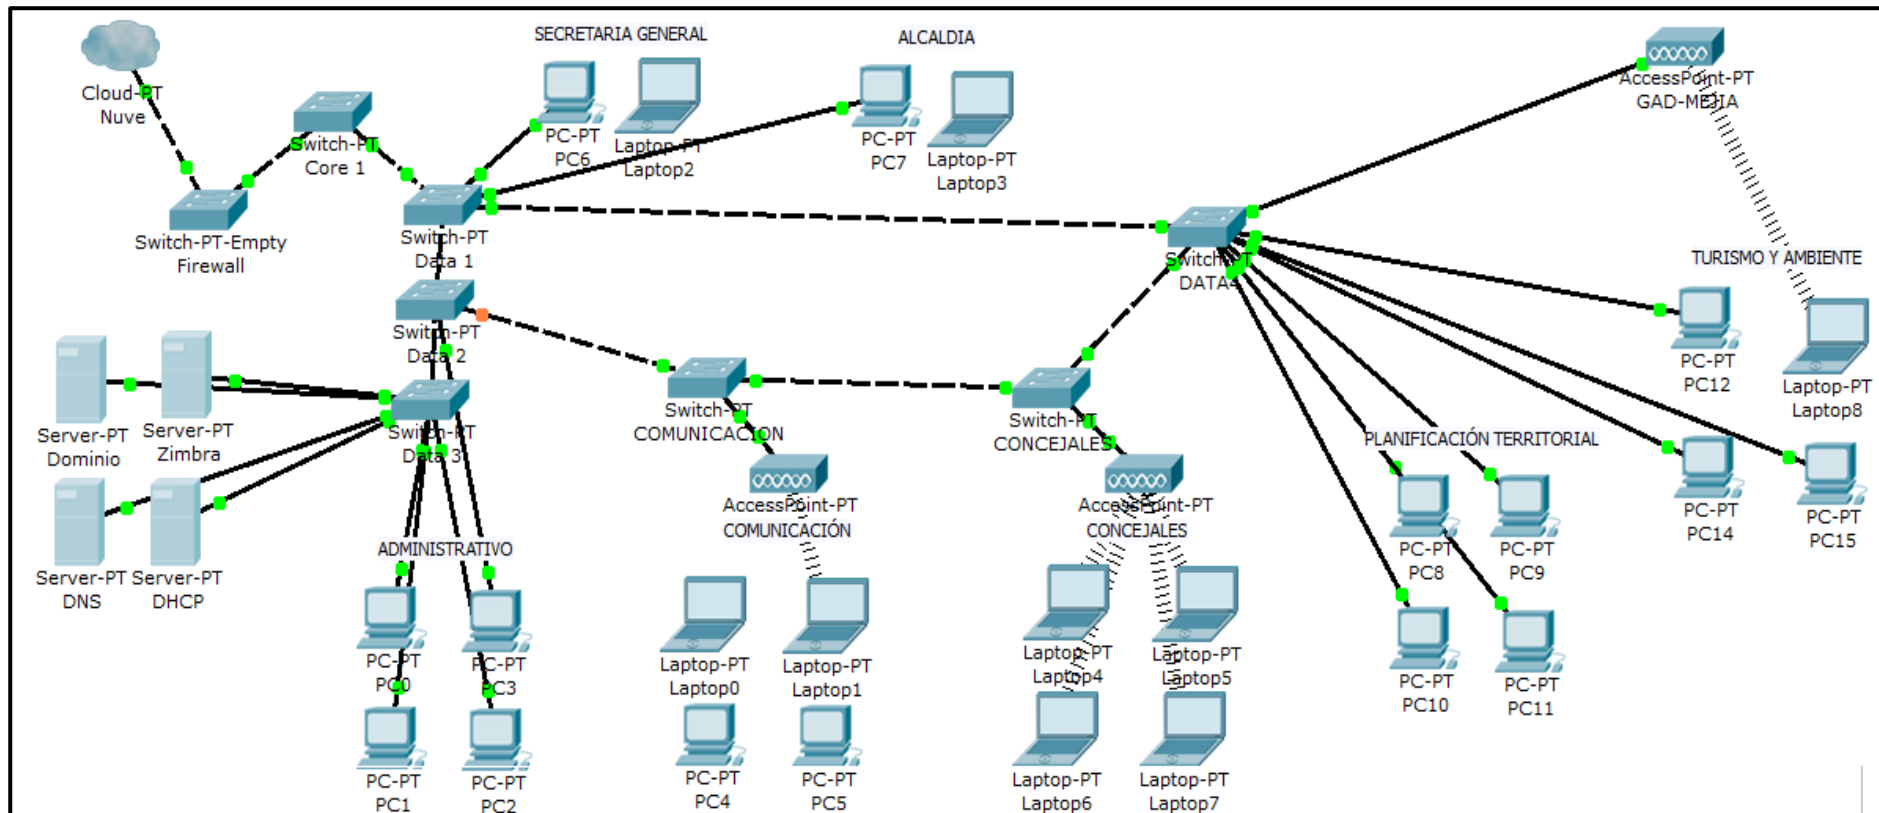 SECRETARIA GENERAL
ALCALDIA
Cloud-PT
Nuve
Switch-PT
Core 1
PC-PT
PC6
Laptop-PT
Laptop2
PC-PT
PC7
Laptop-PT
Laptop3
AccessPoint-PT
GAD-MEJIA
Switch-PT-Empty
Firewall
Switch-PT
Data 1
Switch-PT
DATA4
TURISMO Y AMBIENTE
Switch-PT
Data 2
PC-PT
PC12
Laptop-PT
Laptop8
Server-PT
Dominio
Server-PT
Zimbra
Switch-PT
Data 3
Switch-PT
COMUNICACION
Switch-PT
CONCEJALES
PLANIFICACIÓN TERRITORIAL
AccessPoint-PT
COMUNICACIÓN
AccessPoint-PT
CONCEJALES
PC-PT
PC8
PC-PT
PC9
PC-PT
PC14
PC-PT
PC15
Server-PT
DNS
Server-PT
DHCP
ADMINISTRATIVO
PC-PT
PC0
PC-PT
PC3
Laptop-PT
Laptop0
Laptop-PT
Laptop1
Laptop-PT
Laptop4
Laptop-PT
Laptop5
PC-PT
PC10
PC-PT
PC11
PC-PT
PC1
PC-PT
PC2
PC-PT
PC4
PC-PT
PC5
Laptop-PT
Laptop6
Laptop-PT
Laptop7